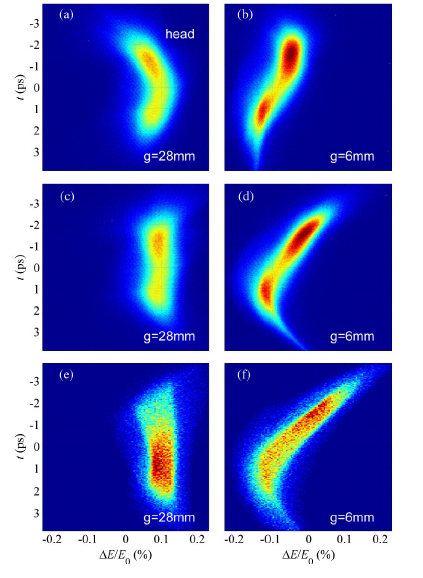 (a)
head
(b)
-3
-2
-1
0
1
2
3
t (ps)
g=28mm
g=6mm
(c)
(d)
-3
-2
-1
0
1
2
3
t (ps)
g=28mm
g=6mm
(e)
(f)
-3
-2
-1
0
1
2
3
t (ps)
g=28mm
g=6mm
-0.2 -0.1 0 0.1 0.2
-0.2 -0.1 0 0.1 0.2
ΔE/E0 (%)
ΔE/E0 (%)